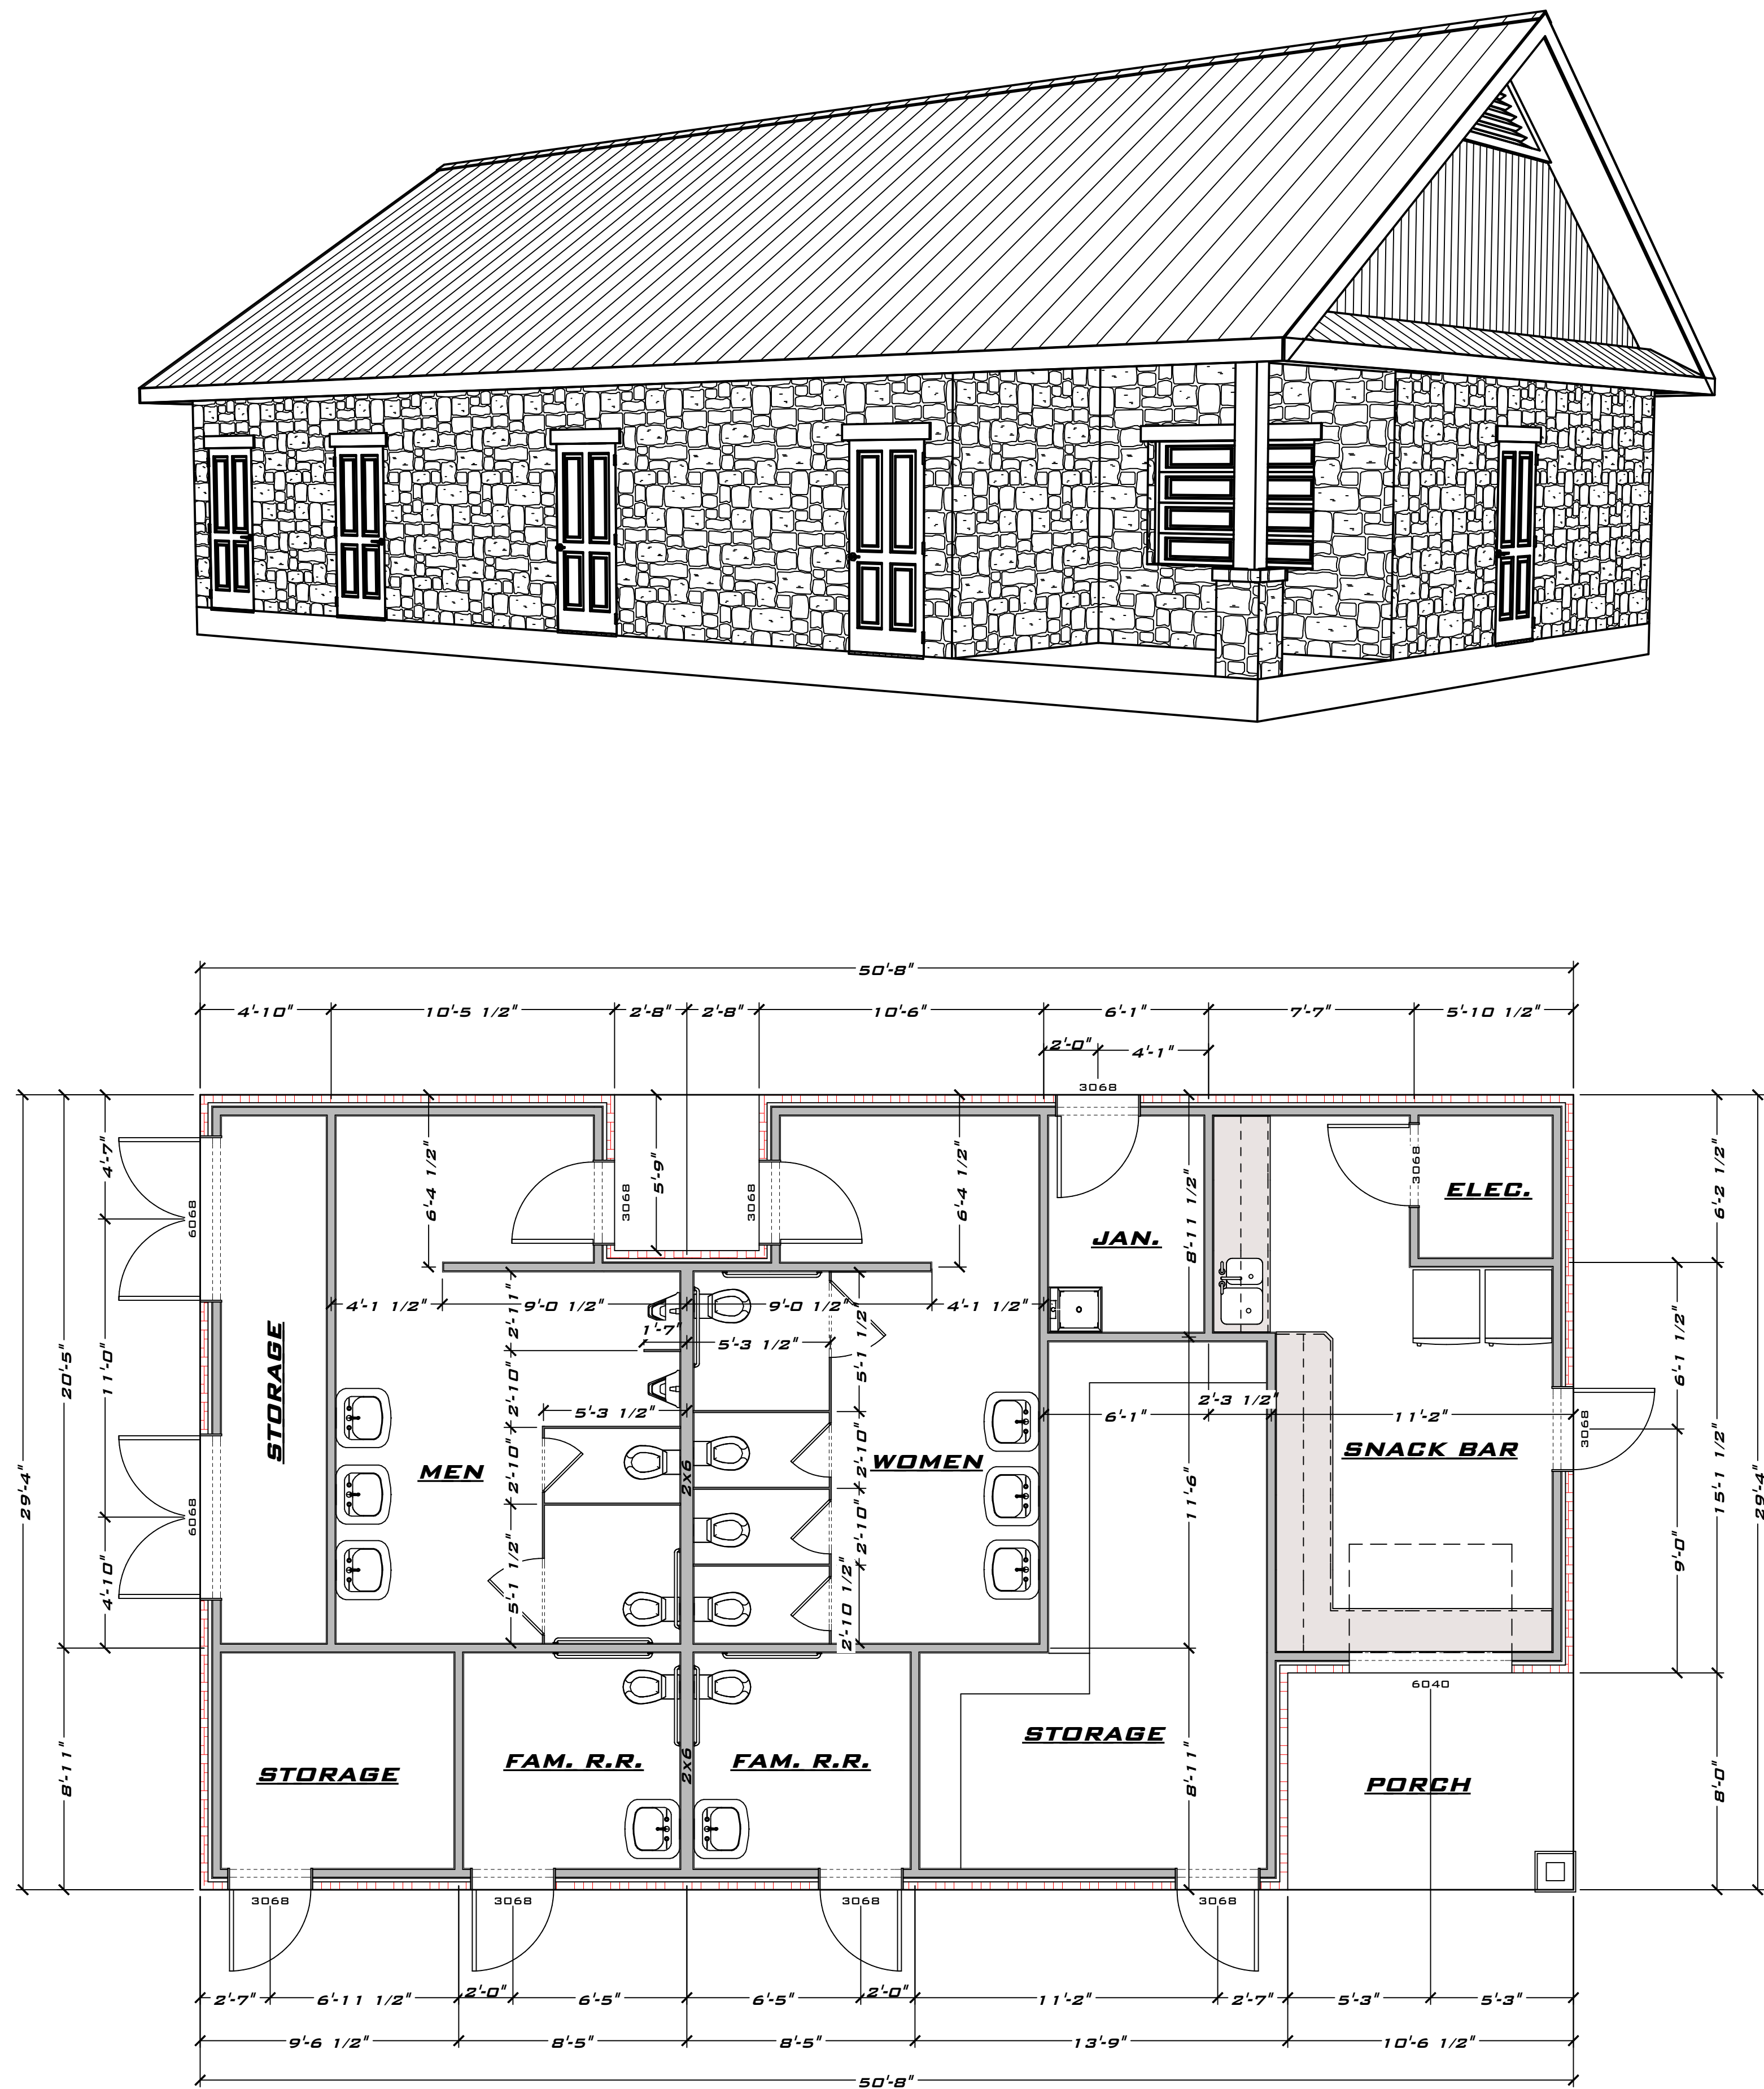 50'-8"
4'-10" 10'-5 1/2" 2'-8" 2'-8" 10'-6" 6'-1" 7'-7" 5'-10 1/2"
2'-0" 4'-1"
3068
4'-7"
6'-4 1/2"
5'-9"
6'-4 1/2"
8'-11 1/2"
3068
6'-2 1/2"
6068
3068
3068
ELEC.
JAN.
4'-1 1/2" 9'-0 1/2" 9'-0 1/2" 4'-1 1/2"
2'-11"
1'-7" 5'-3 1/2"
5'-1 1/2"
6'-1 1/2"
20'-5"
11'-0"
STORAGE
2'-10"
5'-3 1/2"
2'-3 1/2"
6'-1" 11'-2"
3068
MEN
2'-10"
2x6
2'-10"
WOMEN
SNACK BAR
29'-4"
6068
11'-6"
15'-1 1/2"
29'-4"
4'-10"
5'-1 1/2"
2'-10"
2'-10 1/2"
9'-0"
6040
8'-11"
STORAGE
FAM. R.R.
2x6
FAM. R.R.
STORAGE
8'-11"
PORCH
8'-0"
3068 3068 3068 3068
2'-7" 6'-11 1/2" 2'-0" 6'-5" 6'-5" 2'-0" 11'-2" 2'-7" 5'-3" 5'-3"
9'-6 1/2" 8'-5" 8'-5" 13'-9" 10'-6 1/2"
50'-8"